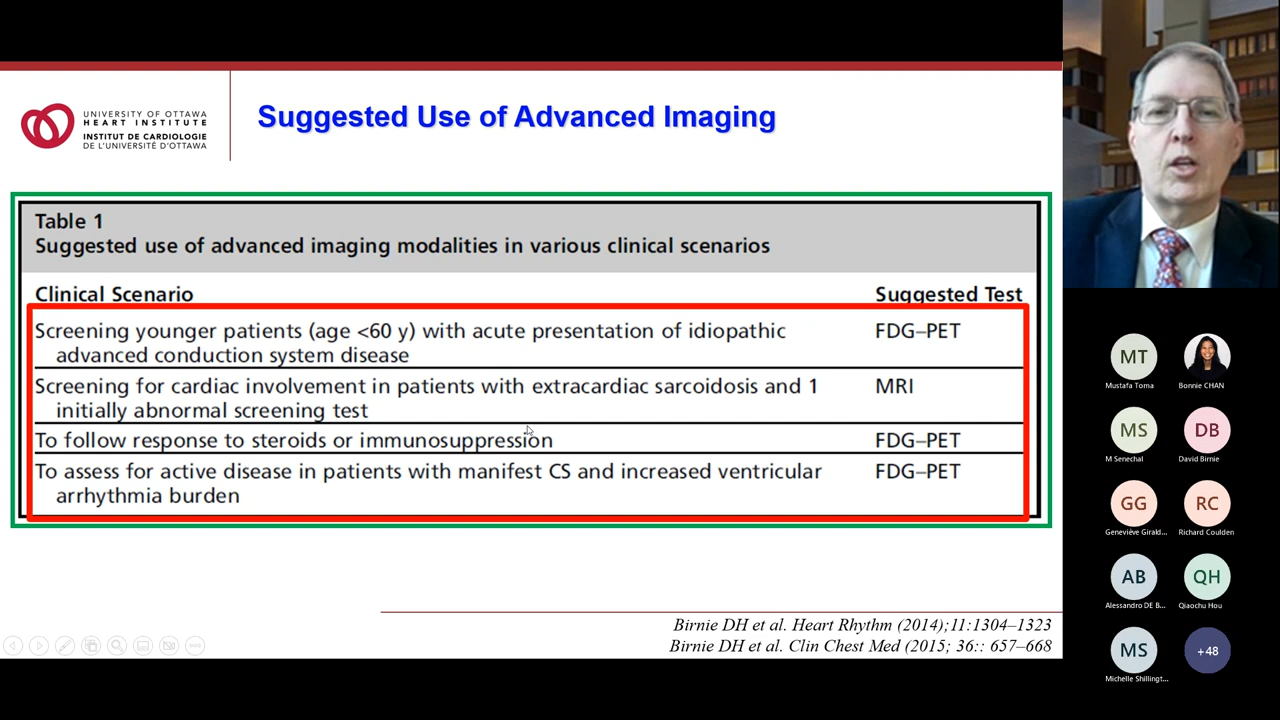 UNIVERSITY OF OTTAWA
HEART INSTITUTE
INSTITUT DE CARDIOLOGIE
DE L'UNIVERSITÉ D'OTTAWA
Suggested Use of Advanced Imaging
Table 1
Suggested use of advanced imaging modalities in various clinical scenarios
Clinical Scenario Suggested Test
Screening younger patients (age <60 y) with acute presentation of idiopathic FDG–PET
advanced conduction system disease
Screening for cardiac involvement in patients with extracardiac sarcoidosis and 1 MRI
initially abnormal screening test
To follow response to steroids or immunosuppression FDG–PET
To assess for active disease in patients with manifest CS and increased ventricular FDG–PET
arrhythmia burden
Birnie DH et al. Heart Rhythm (2014);11:1304–1323
Birnie DH et al. Clin Chest Med (2015; 36:: 657–668
MT
Mustafa Toma
Bonnie CHAN
MS
M Senechal
DB
David Birnie
GG
Geneviève Girald...
RC
Richard Coulden
AB
Alessandro DE B...
QH
Qiaochu Hou
MS
Michelle Shillingt...
+48